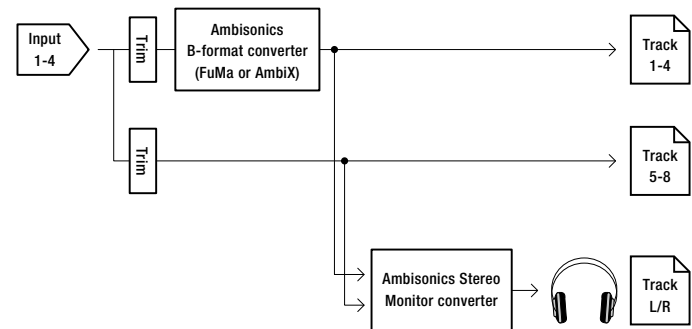 Input
1-4
Trim
Ambisonics
B-format converter
(FuMa or AmbiX)
Track
1-4
Trim
Track
5-8
Ambisonics Stereo
Monitor converter
Track
L/R